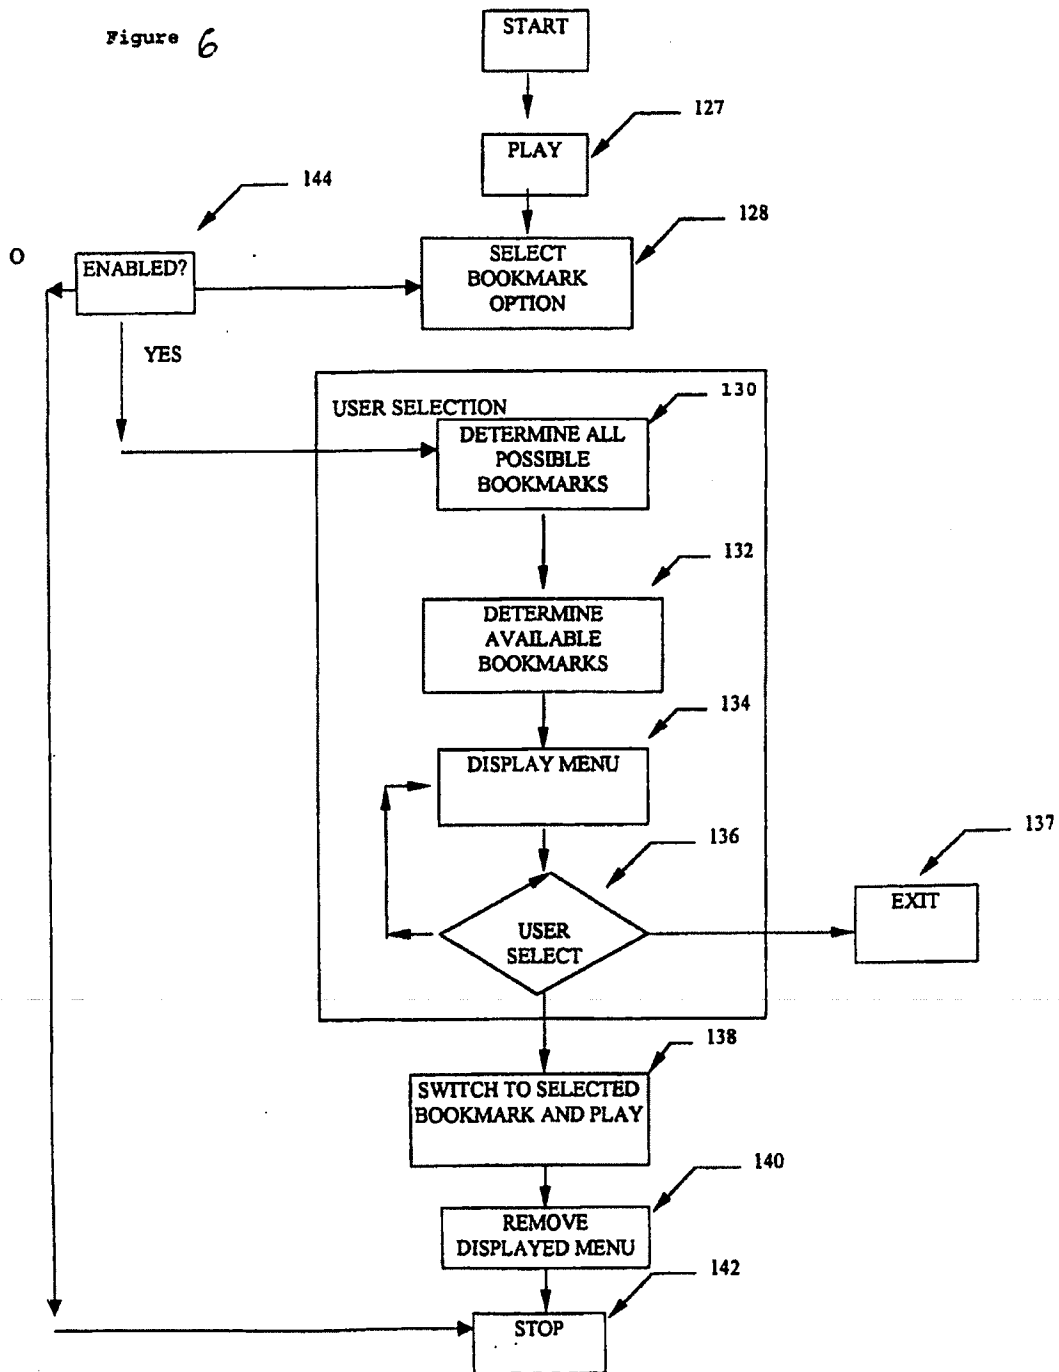 Figure 6
START
127
PLAY
144
128
O
ENABLED?
SELECT
BOOKMARK
OPTION
YES
130
USER SELECTION
DETERMINE ALL
POSSIBLE
BOOKMARKS
132
DETERMINE
AVAILABLE
BOOKMARKS
134
DISPLAY MENU
136
137
EXIT
USER
SELECT
138
SWITCH TO SELECTED
BOOKMARK AND PLAY
140
REMOVE
DISPLAYED MENU
142
STOP